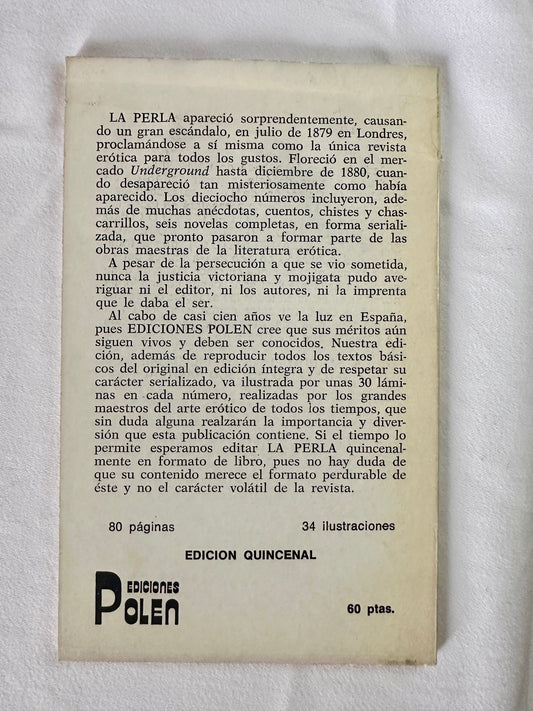 LA PERLA apareció sorprendentemente, causan-
do un gran escándalo, en julio de 1879 en Londres,
proclamándose a sí misma como la única revista
erótica para todos los gustos. Floreció en el mer-
cado Underground hasta diciembre de 1880, cuan-
do desapareció tan misteriosamente como había
aparecido. Los dieciocho números incluyeron, ade-
más de muchas anécdotas, cuentos, chistes y chas-
carrillos, seis novelas completas, en forma seriali-
zada, que pronto pasaron a formar parte de las
obras maestras de la literatura erótica.
A pesar de la persecución a que se vio sometida,
nunca la justicia victoriana y mojigata pudo ave-
riguar ni el editor, ni los autores, ni la imprenta
que le daba el ser.
Al cabo de casi cien años ve la luz en España,
pues EDICIONES POLEN cree que sus méritos aún
siguen vivos y deben ser conocidos. Nuestra edi-
ción, además de reproducir todos los textos bási-
cos del original en edición íntegra y de respetar su
carácter serializado, va ilustrada por unas 30 lámi-
nas en cada número, realizadas por los grandes
maestros del arte erótico de todos los tiempos, que
sin duda alguna realzarán la importancia y diver-
sión que esta publicación contiene. Si el tiempo lo
permite esperamos editar LA PERLA quincenal-
mente en formato de libro, pues no hay duda de
que su contenido merece el formato perdurable de
éste y no el carácter volátil de la revista.
80 páginas 34 ilustraciones
EDICION QUINCENAL
EDICIONES
POLEN
60 ptas.